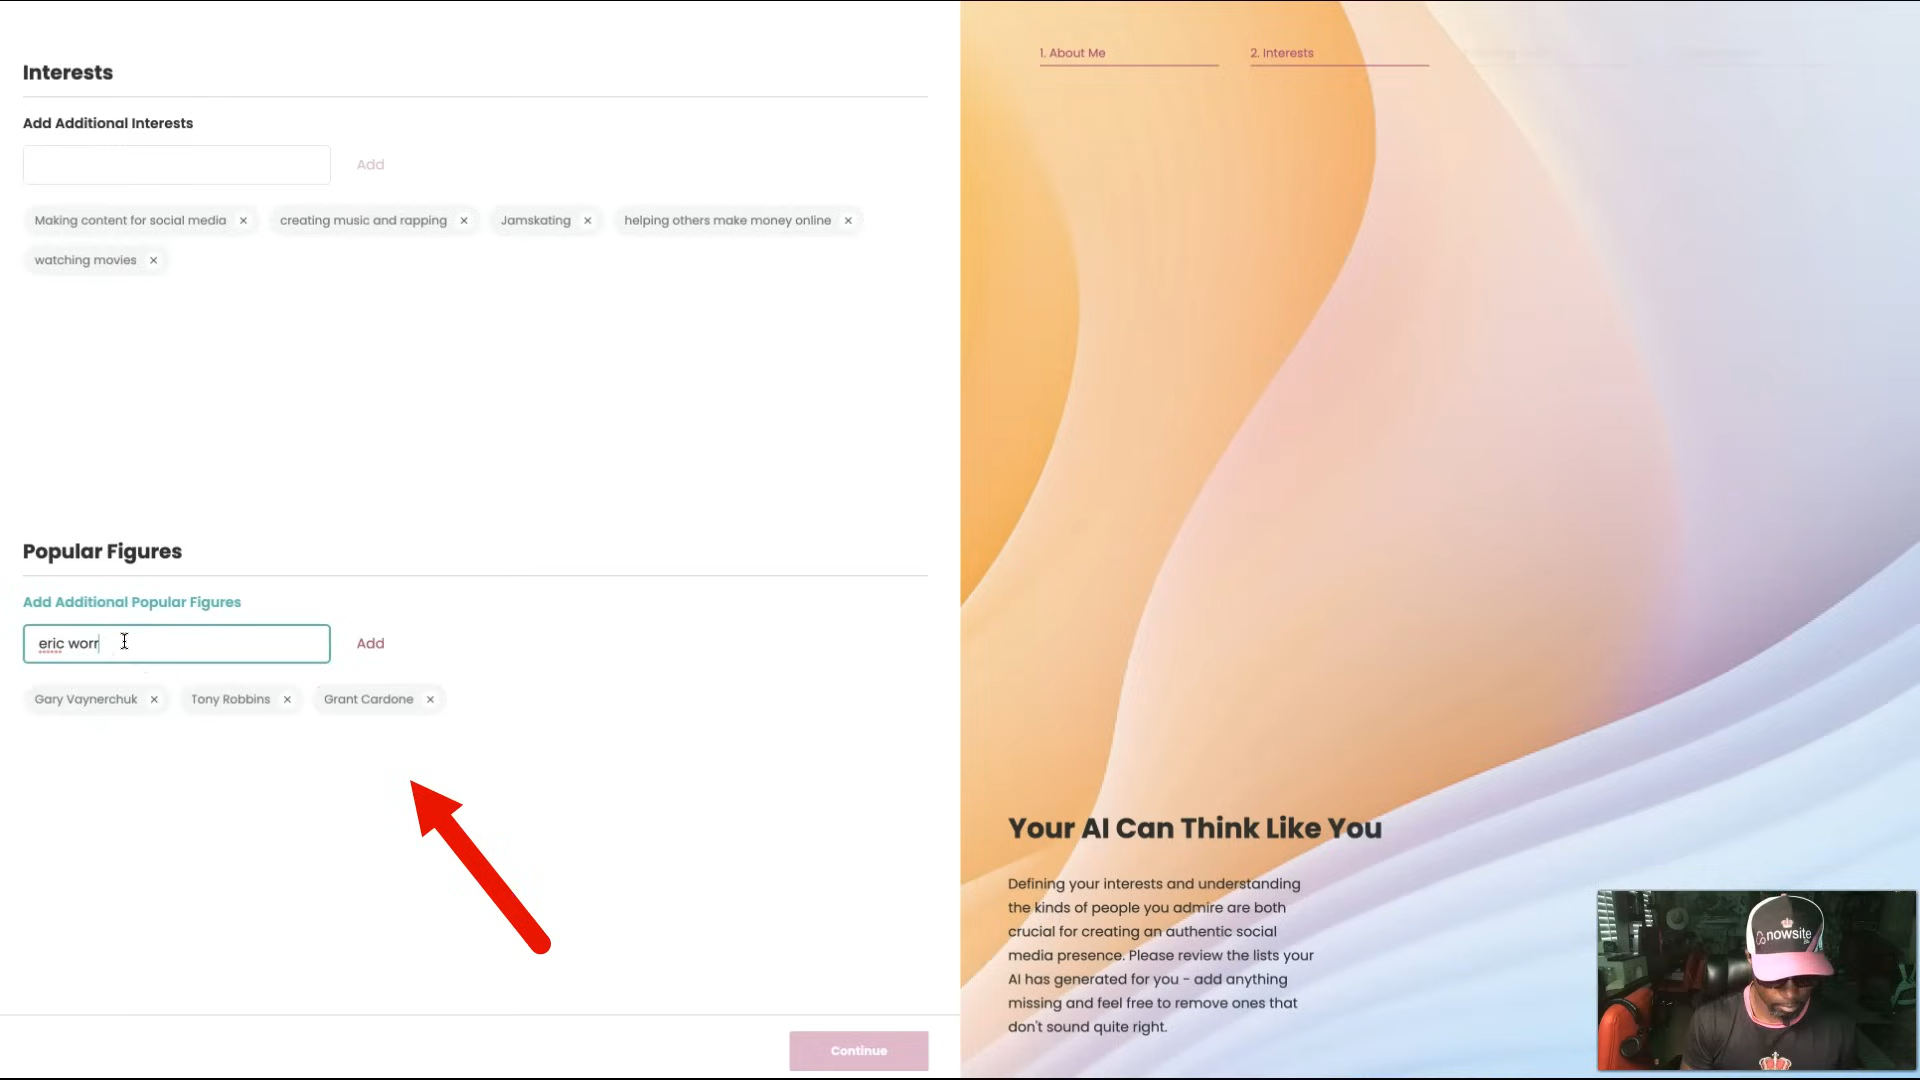 Interests
Add Additional Interests
Add
Making content for social media × creating music and rapping × Jamskating × helping others make money online ×
watching movies ×
Popular Figures
Add Additional Popular Figures
eric worr
Add
Gary Vaynerchuk × Tony Robbins × Grant Cardone ×
Continue
1. About Me
2. Interests
Your AI Can Think Like You
Defining your interests and understanding
the kinds of people you admire are both
crucial for creating an authentic social
media presence. Please review the lists your
AI has generated for you - add anything
missing and feel free to remove ones that
don't sound quite right.
nowsite